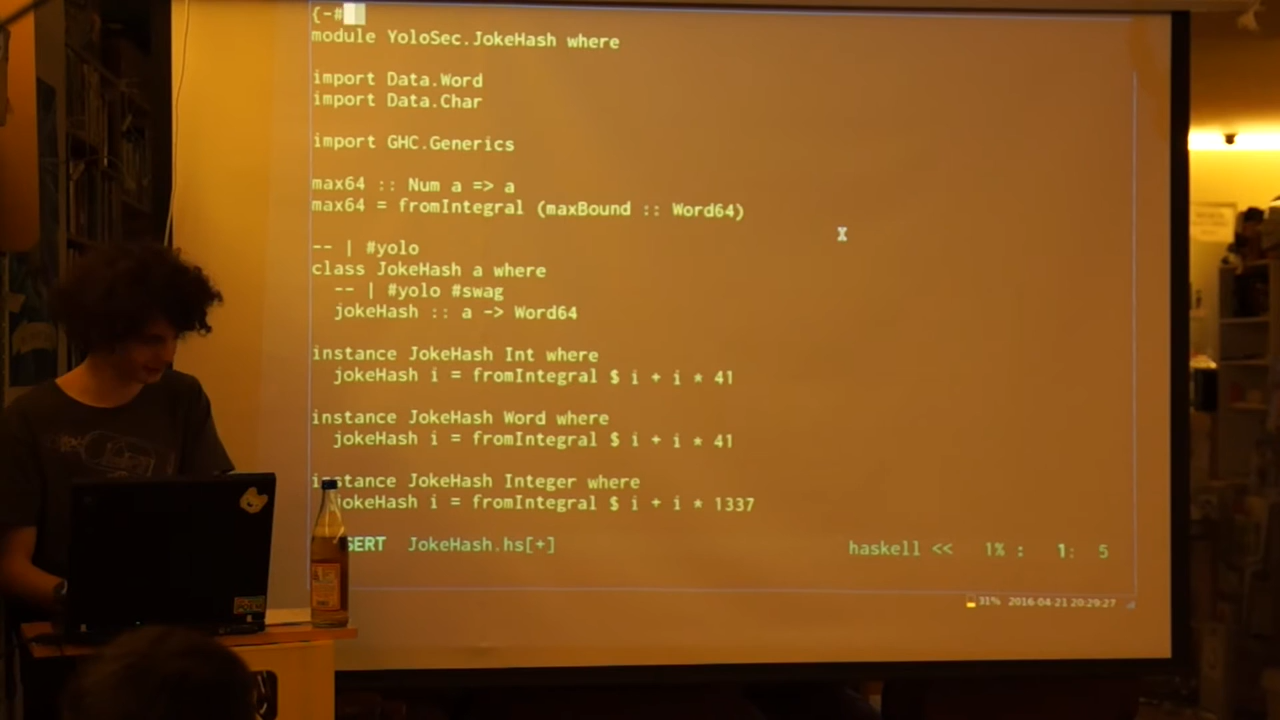 {-#
module YoloSec.JokeHash where
import Data.Word
import Data.Char
import GHC.Generics
max64 :: Num a => a
max64 = fromIntegral (maxBound :: Word64)
-- | #yolo
class JokeHash a where
-- | #yolo #swag
jokeHash :: a -> Word64
instance JokeHash Int where
jokeHash i = fromIntegral $ i + i * 41
instance JokeHash Word where
jokeHash i = fromIntegral $ i + i * 41
instance JokeHash Integer where
jokeHash i = fromIntegral $ i + i * 1337
SERT JokeHash.hs[+] haskell << 1% : 1: 5
31% 2016-04-21 20:29:27